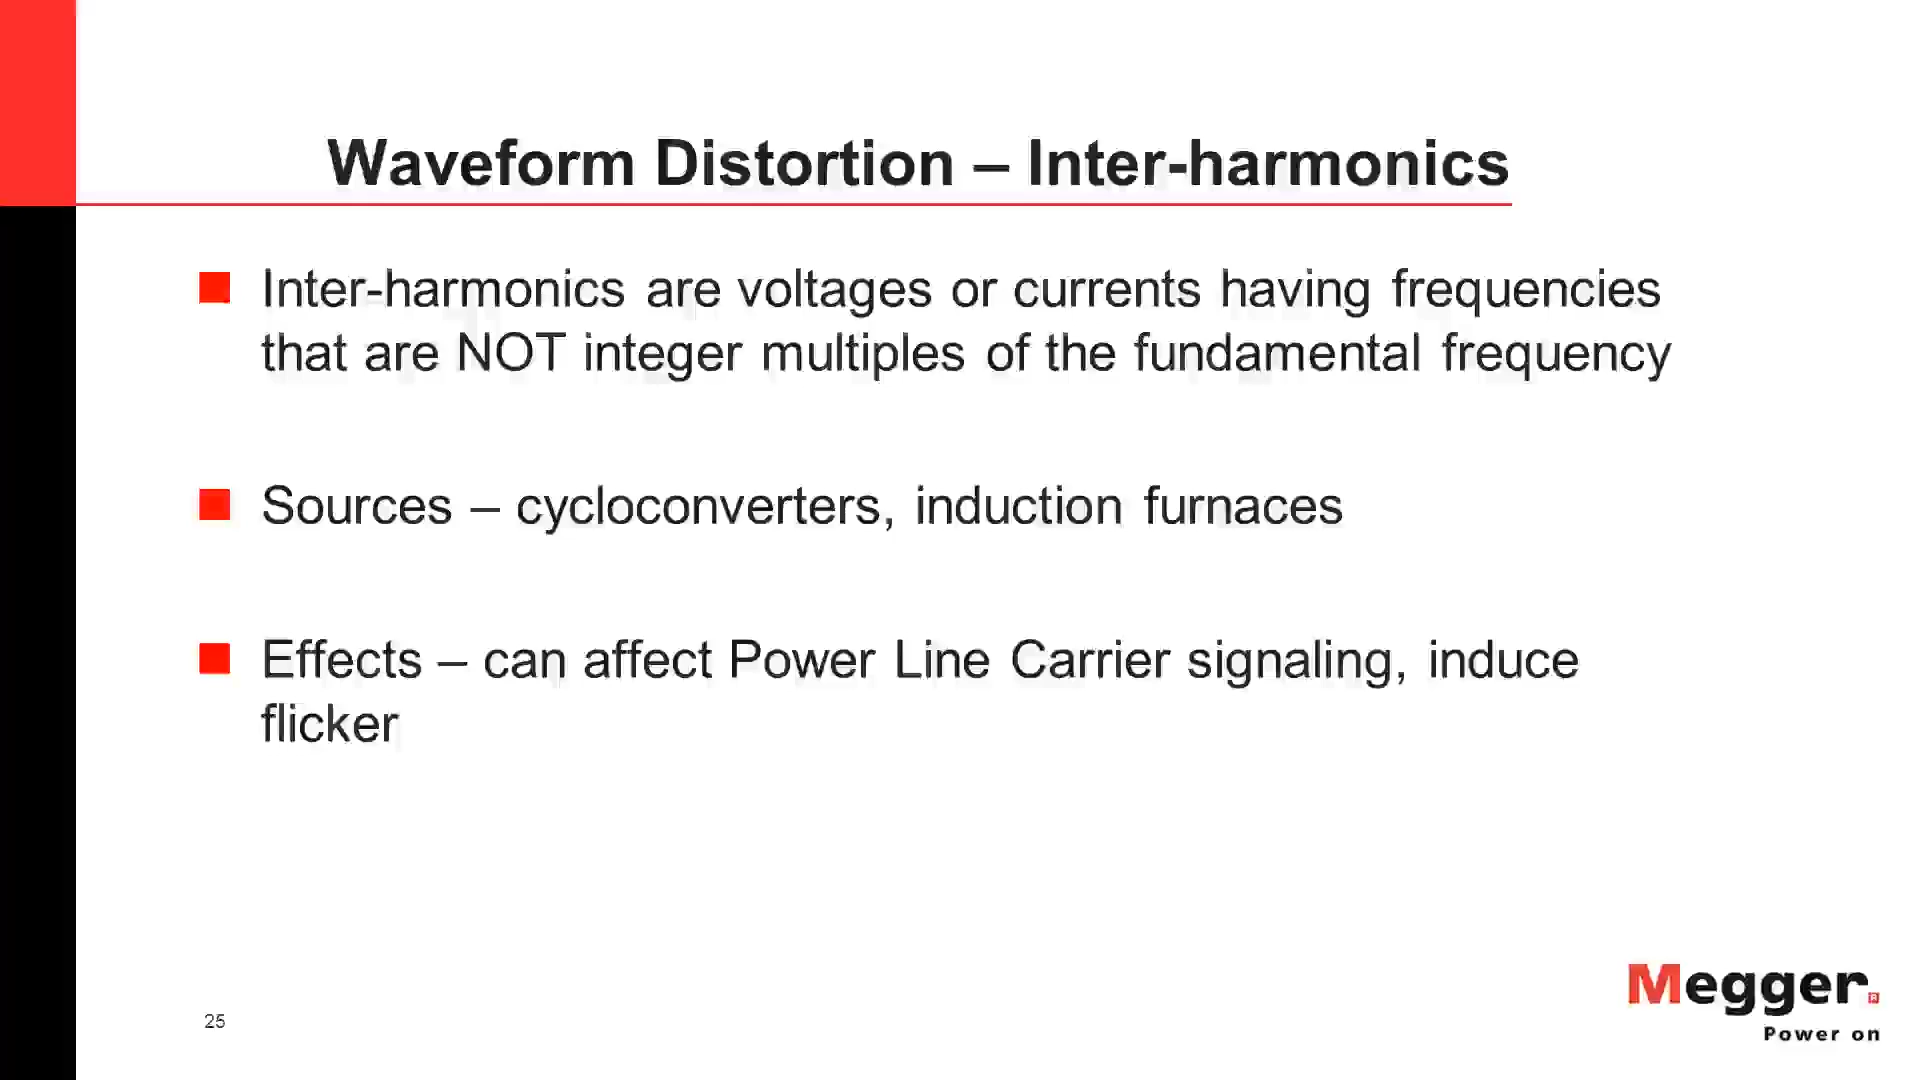 Waveform Distortion – Inter-harmonics
Inter-harmonics are voltages or currents having frequencies
that are NOT integer multiples of the fundamental frequency
Sources – cycloconverters, induction furnaces
Effects – can affect Power Line Carrier signaling, induce
flicker
25
Megger®
Power on